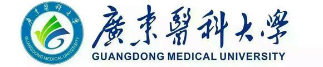 廣東醫科大學
GUANGDONG MEDICAL UNIVERSITY